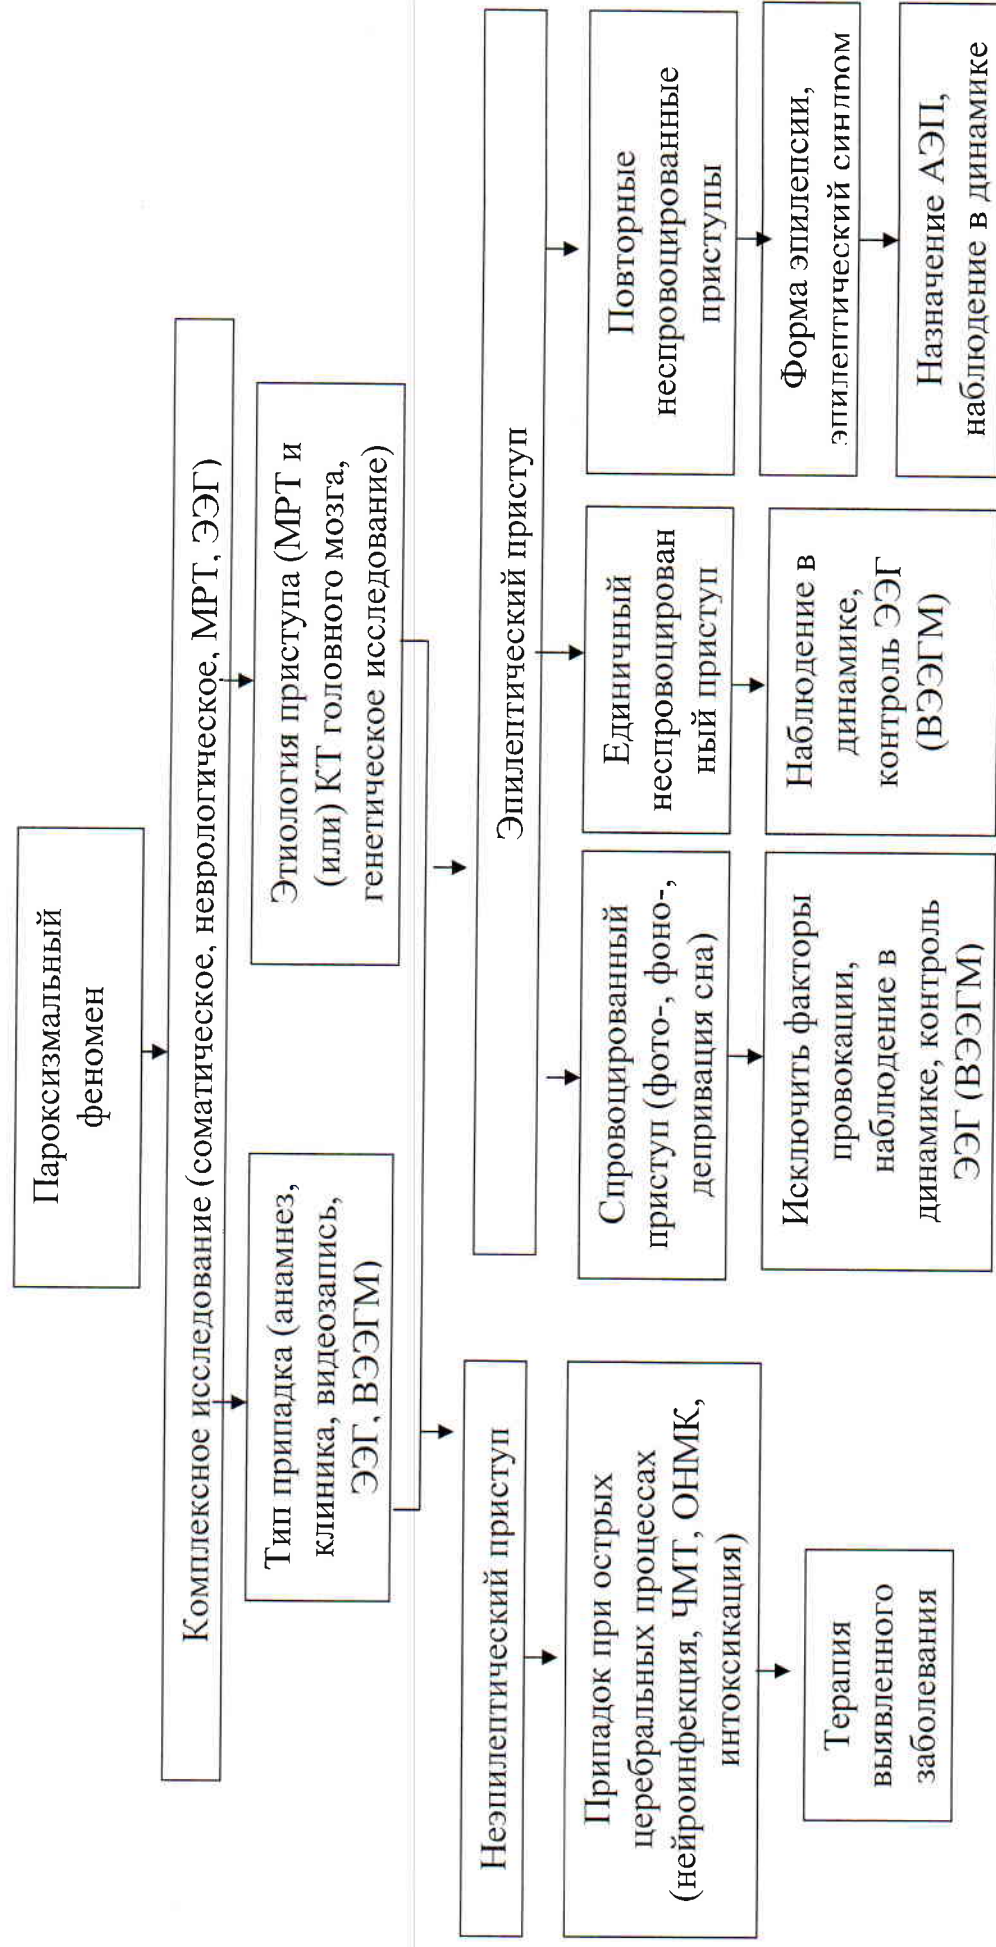 Пароксизмальный
феномен
Комплексное исследование (соматическое, неврологическое, МРТ, ЭЭГ)
Тип припадка (анамнез,
клиника, видеозапись,
ЭЭГ, ВЭЭГМ)
Этиология приступа (МРТ и
(или) КТ головного мозга,
генетическое исследование)
Неэпилептический приступ
Эпилептический приступ
Припадок при острых
церебральных процессах
(нейроинфекция, ЧМТ, ОНМК,
интоксикация)
Терапия
выявленного
заболевания
Спровоцированный
приступ (фото-, фоно-,
депривация сна)
Исключить факторы
провокации,
наблюдение в
динамике, контроль
ЭЭГ (ВЭЭГМ)
Единичный
неспровоцирован
ный приступ
Наблюдение в
динамике,
контроль ЭЭГ
(ВЭЭГМ)
Повторные
неспровоцированные
приступы
Форма эпилепсии,
эпилептический синдром
Назначение АЭП,
наблюдение в динамике